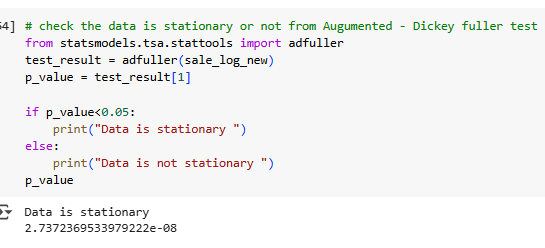 54] # check the data is stationary or not from Augumented - Dickey fuller test
from statsmodels.tsa.stattools import adfuller
test_result = adfuller(sale_log_new)
p_value = test_result[1]

if p_value<0.05:
    print("Data is stationary ")
else:
    print("Data is not stationary ")
p_value
Data is stationary
2.7372369533979222e-08